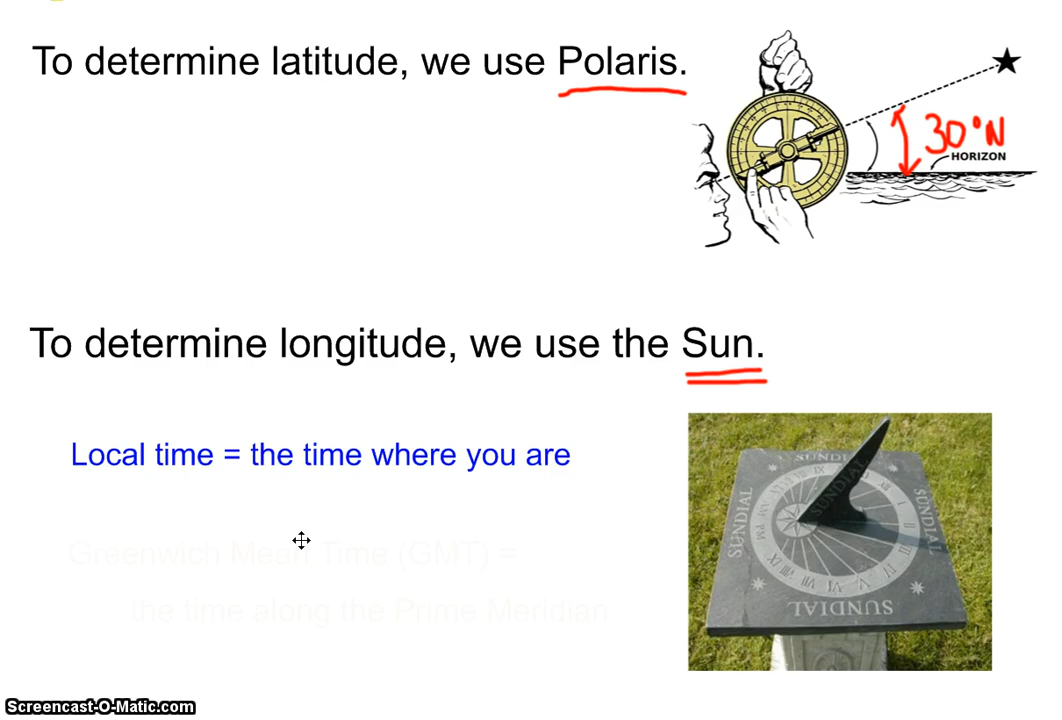 To determine latitude, we use Polaris.
30°N
HORIZON
To determine longitude, we use the Sun.
Local time = the time where you are
Greenwich Mean Time (GMT) =
the time along the Prime Meridian
SUNDIAL
SUNDIAL
SUNDIAL
SUNDIAL
SUNDIAL
Screencast-O-Matic.com